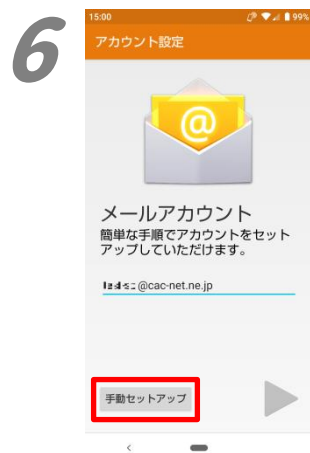 6
15:00
99%
アカウント設定
@
メールアカウント
簡単な手順でアカウントをセット
アップしていただけます。
@cac-net.ne.jp
手動セットアップ